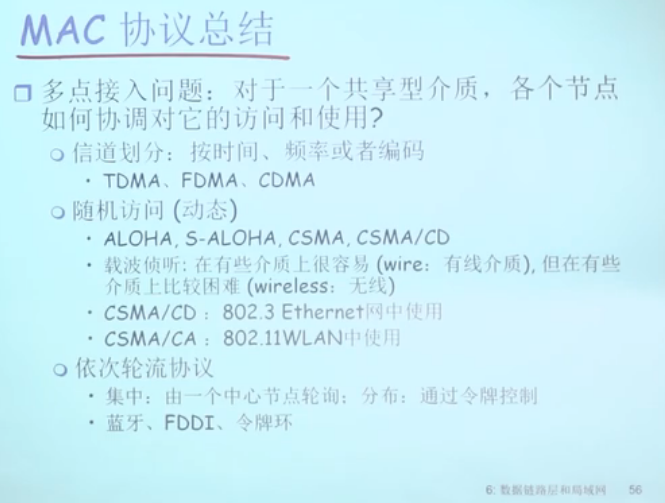 MAC 协议总结
多点接入问题：对于一个共享型介质，各个节点
如何协调对它的访问和使用?
信道划分：按时间、频率或者编码
TDMA、FDMA、CDMA
随机访问 (动态)
ALOHA, S-ALOHA, CSMA, CSMA/CD
载波侦听: 在有些介质上很容易 (wire：有线介质), 但在有些
介质上比较困难 (wireless：无线)
CSMA/CD ：802.3 Ethernet网中使用
CSMA/CA ：802.11WLAN中使用
依次轮流协议
集中：由一个中心节点轮询；分布：通过令牌控制
蓝牙、FDDI、令牌环
6: 数据链路层和局域网 56